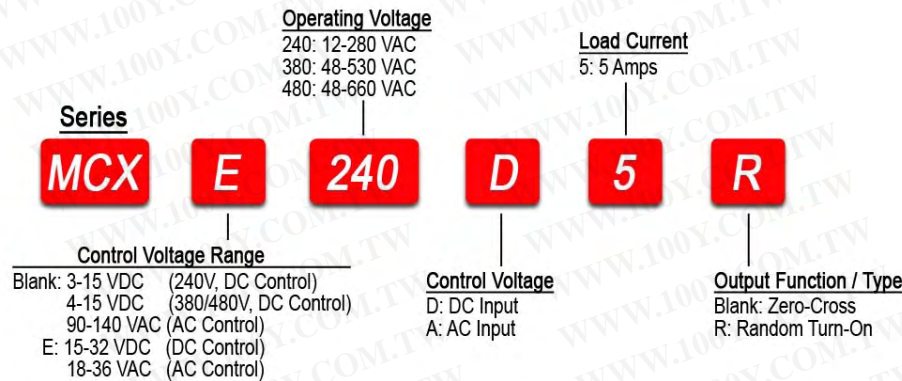 Operating Voltage
240: 12-280 VAC
380: 48-530 VAC
480: 48-660 VAC
Load Current
5: 5 Amps
Series
MCX E 240 D 5 R
Control Voltage Range
Blank: 3-15 VDC (240V, DC Control)
4-15 VDC (380/480V, DC Control)
90-140 VAC (AC Control)
E: 15-32 VDC (DC Control)
18-36 VAC (AC Control)
Control Voltage
D: DC Input
A: AC Input
Output Function / Type
Blank: Zero-Cross
R: Random Turn-On
WWW.100Y.COM.TW